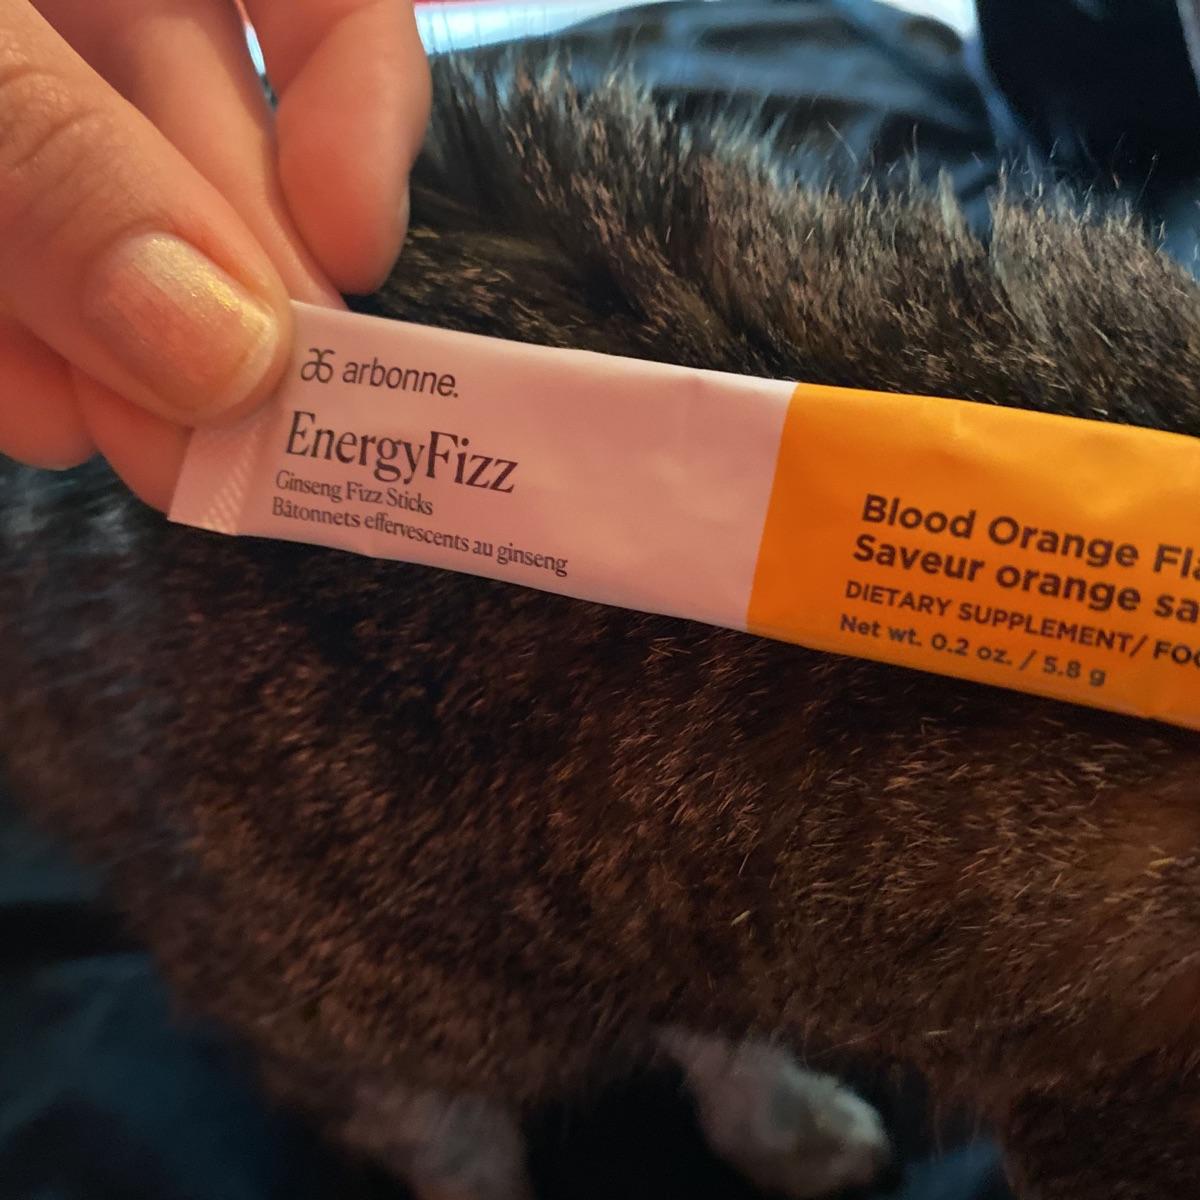 arbonne.
EnergyFizz
Ginseng Fizz Sticks
Bâtonnets effervescents au ginseng
Blood Orange
Saveur orange
DIETARY SUPPLEMENT/
Net wt. 0.2 oz. / 5.8 g